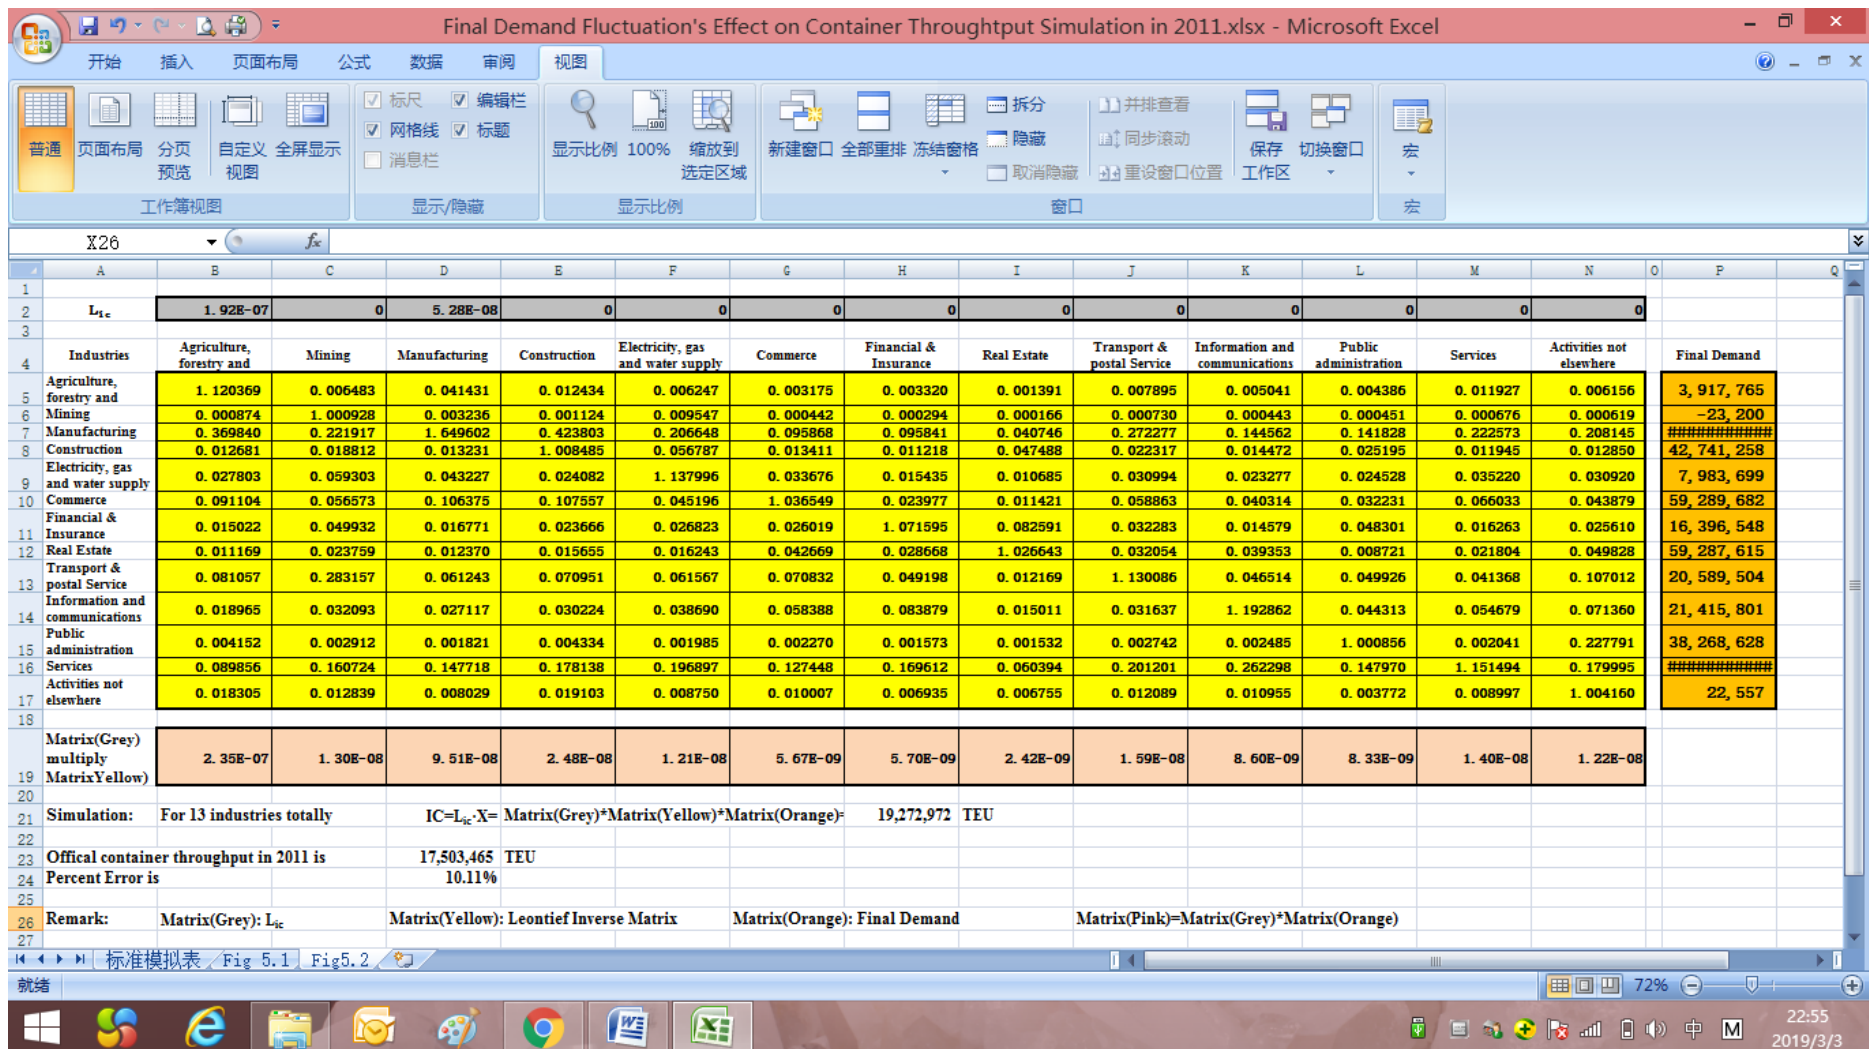 Final Demand Fluctuation's Effect on Container Throughtput Simulation in 2011.xlsx - Microsoft Excel
开始 插入 页面布局 公式 数据 审阅 视图
普通 页面布局 分页预览 自定义视图 全屏显示
工作簿视图
标尺 编辑栏
网格线 标题
消息栏
显示/隐藏
显示比例 100% 缩放到选定区域
显示比例
新建窗口 全部重排 冻结窗格
拆分 隐藏 取消隐藏
并排查看 同步滚动 重设窗口位置
保存工作区 切换窗口
窗口
宏
宏
X26 fx
A B C D E F G H I J K L M N O P Q
1
2 Lic 1.92E-07 0 5.28E-08 0 0 0 0 0 0 0 0 0 0
3
4 Industries Agriculture, forestry and Mining Manufacturing Construction Electricity, gas and water supply Commerce Financial & Insurance Real Estate Transport & postal Service Information and communications Public administration Services Activities not elsewhere Final Demand
5 Agriculture, forestry and 1.120369 0.006483 0.041431 0.012434 0.006247 0.003175 0.003320 0.001391 0.007895 0.005041 0.004386 0.011927 0.006156 3,917,765
6 Mining 0.000874 1.000928 0.003236 0.001124 0.009547 0.000442 0.000294 0.000166 0.000730 0.000443 0.000451 0.000676 0.000619 -23,200
7 Manufacturing 0.369840 0.221917 1.649602 0.423803 0.206648 0.095868 0.095841 0.040746 0.272277 0.144562 0.141828 0.222573 0.208145 ###########
8 Construction 0.012681 0.018812 0.013231 1.008485 0.056787 0.013411 0.011218 0.047488 0.022317 0.014472 0.025195 0.011945 0.012850 42,741,258
9 Electricity, gas and water supply 0.027803 0.059303 0.043227 0.024082 1.137996 0.033676 0.015435 0.010685 0.030994 0.023277 0.024528 0.035220 0.030920 7,983,699
10 Commerce 0.091104 0.056573 0.106375 0.107557 0.045196 1.036549 0.023977 0.011421 0.058863 0.040314 0.032231 0.066033 0.043879 59,289,682
11 Financial & Insurance 0.015022 0.049932 0.016771 0.023666 0.026823 0.026019 1.071595 0.082591 0.032283 0.014579 0.048301 0.016263 0.025610 16,396,548
12 Real Estate 0.011169 0.023759 0.012370 0.015655 0.016243 0.042669 0.028668 1.026643 0.032054 0.039353 0.008721 0.021804 0.049828 59,287,615
13 Transport & postal Service 0.081057 0.283157 0.061243 0.070951 0.061567 0.070832 0.049198 0.012169 1.130086 0.046514 0.049926 0.041368 0.107012 20,589,504
14 Information and communications 0.018965 0.032093 0.027117 0.030224 0.038690 0.058388 0.083879 0.015011 0.031637 1.192862 0.044313 0.054679 0.071360 21,415,801
15 Public administration 0.004152 0.002912 0.001821 0.004334 0.001985 0.002270 0.001573 0.001532 0.002742 0.002485 1.000856 0.002041 0.227791 38,268,628
16 Services 0.089856 0.160724 0.147718 0.178138 0.196897 0.127448 0.169612 0.060394 0.201201 0.262298 0.147970 1.151494 0.179995 ###########
17 Activities not elsewhere 0.018305 0.012839 0.008029 0.019103 0.008750 0.010007 0.006935 0.006755 0.012089 0.010955 0.003772 0.008997 1.004160 22,557
18
19 Matrix(Grey) multiply MatrixYellow) 2.35E-07 1.30E-08 9.51E-08 2.48E-08 1.21E-08 5.67E-09 5.70E-09 2.42E-09 1.59E-08 8.60E-09 8.33E-09 1.40E-08 1.22E-08
20
21 Simulation: For 13 industries totally IC=Lic·X= Matrix(Grey)*Matrix(Yellow)*Matrix(Orange)= 19,272,972 TEU
22
23 Offical container throughput in 2011 is 17,503,465 TEU
24 Percent Error is 10.11%
25
26 Remark: Matrix(Grey): Lic Matrix(Yellow): Leontief Inverse Matrix Matrix(Orange): Final Demand Matrix(Pink)=Matrix(Grey)*Matrix(Orange)
27
标准模拟表 Fig 5.1 Fig5.2
就绪 72%
中 M 22:55
2019/3/3